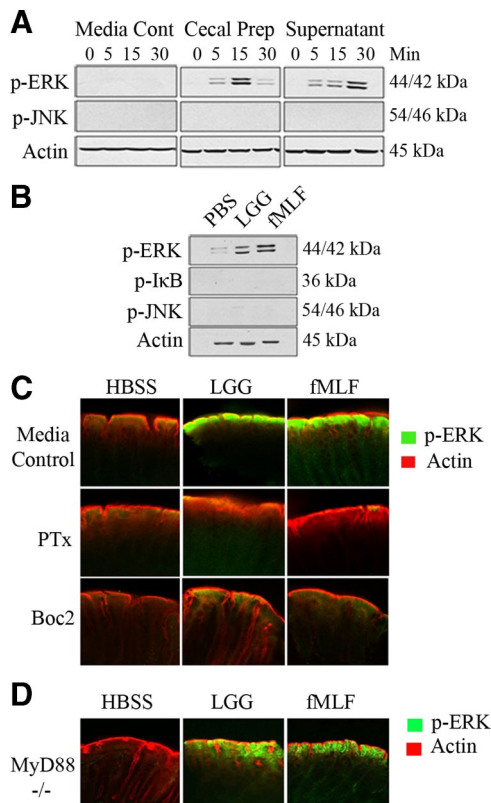 A
Media Cont Cecal Prep Supernatant
0 5 15 30 0 5 15 30 0 5 15 30 Min
p-ERK 44/42 kDa
p-JNK 54/46 kDa
Actin 45 kDa
B
PBS LGG fMLF
p-ERK 44/42 kDa
p-IκB 36 kDa
p-JNK 54/46 kDa
Actin 45 kDa
C
HBSS LGG fMLF
Media Control
p-ERK
Actin
PTx
Boc2
D
HBSS LGG fMLF
p-ERK
Actin
MyD88
-/-